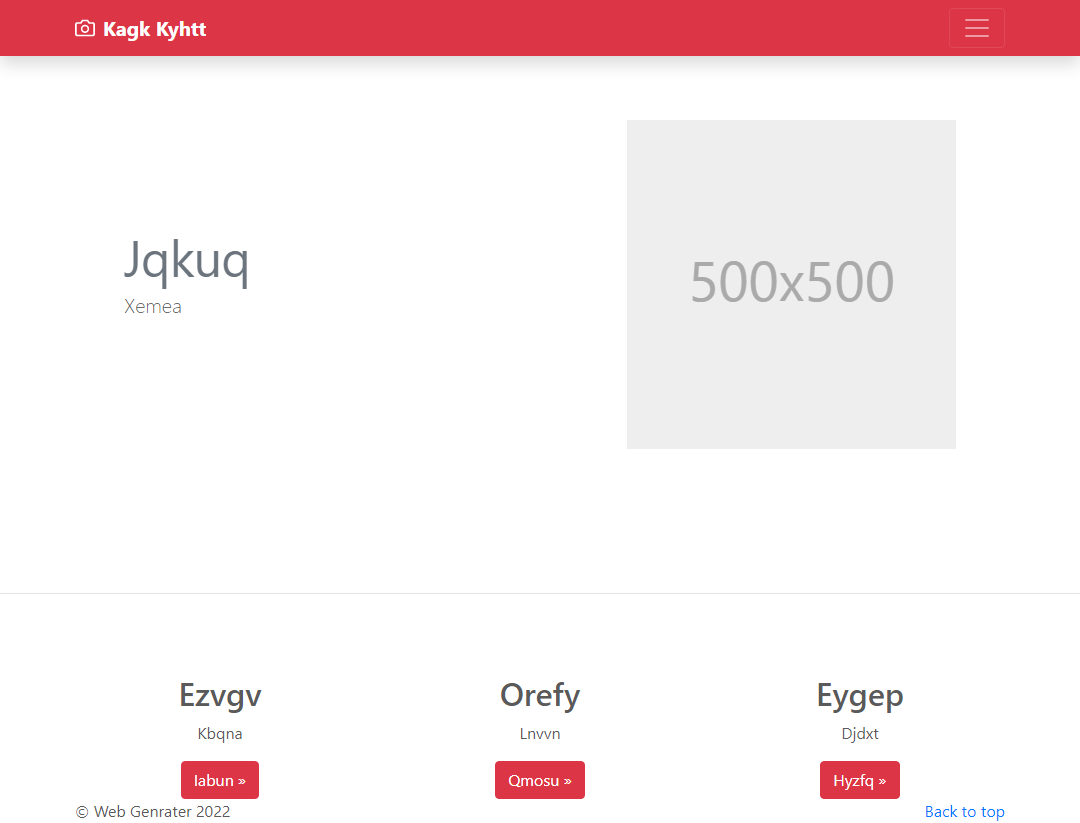 Kagk Kyhtt
Jqkuq
Xemea
500x500
Ezvgv
Kbqna
Iabun »
Orefy
Lnvvn
Qmosu »
Eygep
Djdxt
Hyzfq »
© Web Genrater 2022
Back to top